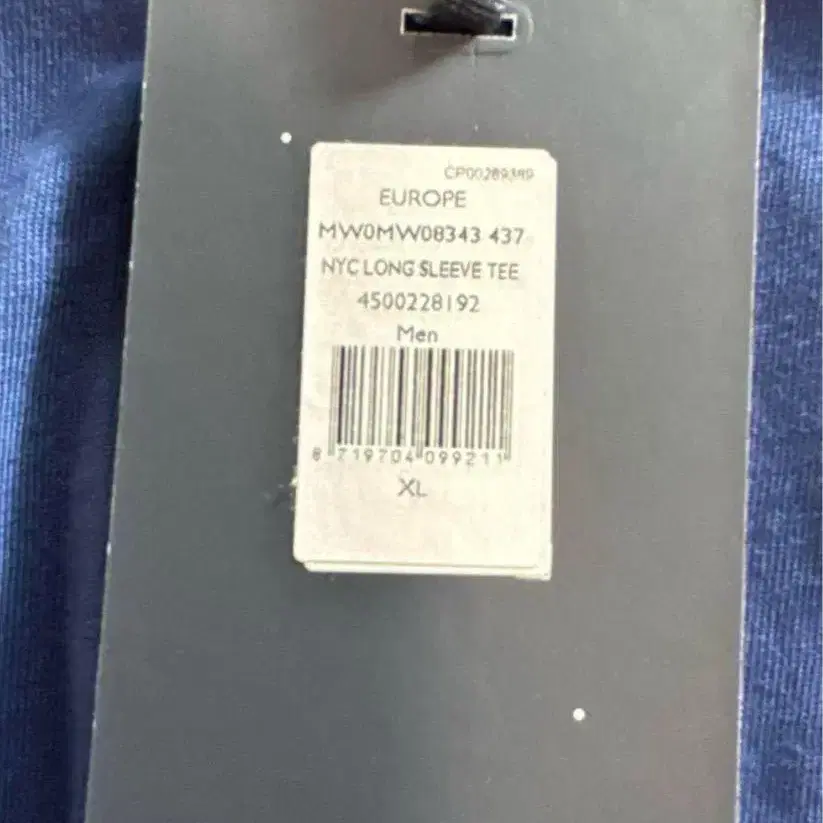 CP00289389
EUROPE
MW0MW08343 437
NYC LONG SLEEVE TEE
4500228192
Men
8 719704 099211
XL